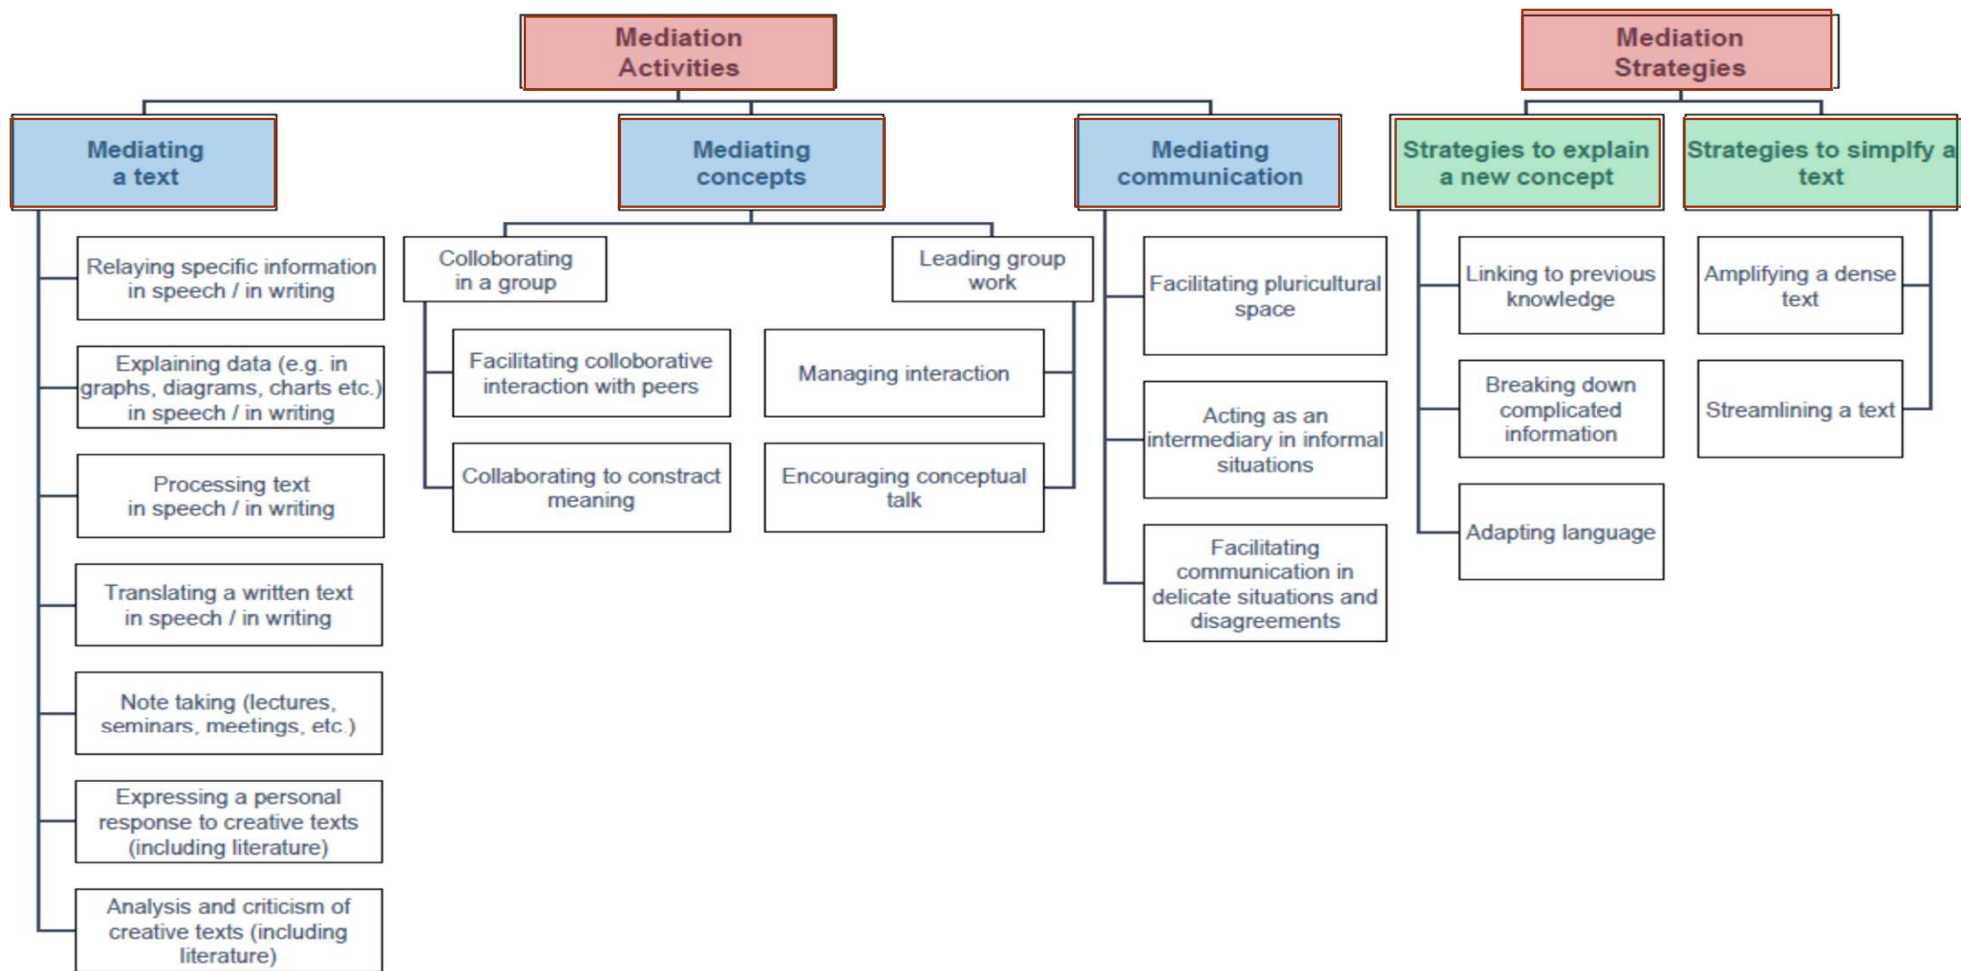 Mediation
Activities
Mediation
Strategies
Mediating
a text
Mediating
concepts
Mediating
communication
Strategies to explain
a new concept
Strategies to simplfy a
text
Relaying specific information
in speech / in writing
Explaining data (e.g. in
graphs, diagrams, charts etc.)
in speech / in writing
Processing text
in speech / in writing
Translating a written text
in speech / in writing
Note taking (lectures,
seminars, meetings, etc.)
Expressing a personal
response to creative texts
(including literature)
Analysis and criticism of
creative texts (including
literature)
Colloborating
in a group
Facilitating colloborative
interaction with peers
Collaborating to constract
meaning
Leading group
work
Managing interaction
Encouraging conceptual
talk
Facilitating pluricultural
space
Acting as an
intermediary in informal
situations
Facilitating
communication in
delicate situations and
disagreements
Linking to previous
knowledge
Breaking down
complicated
information
Adapting language
Amplifying a dense
text
Streamlining a text